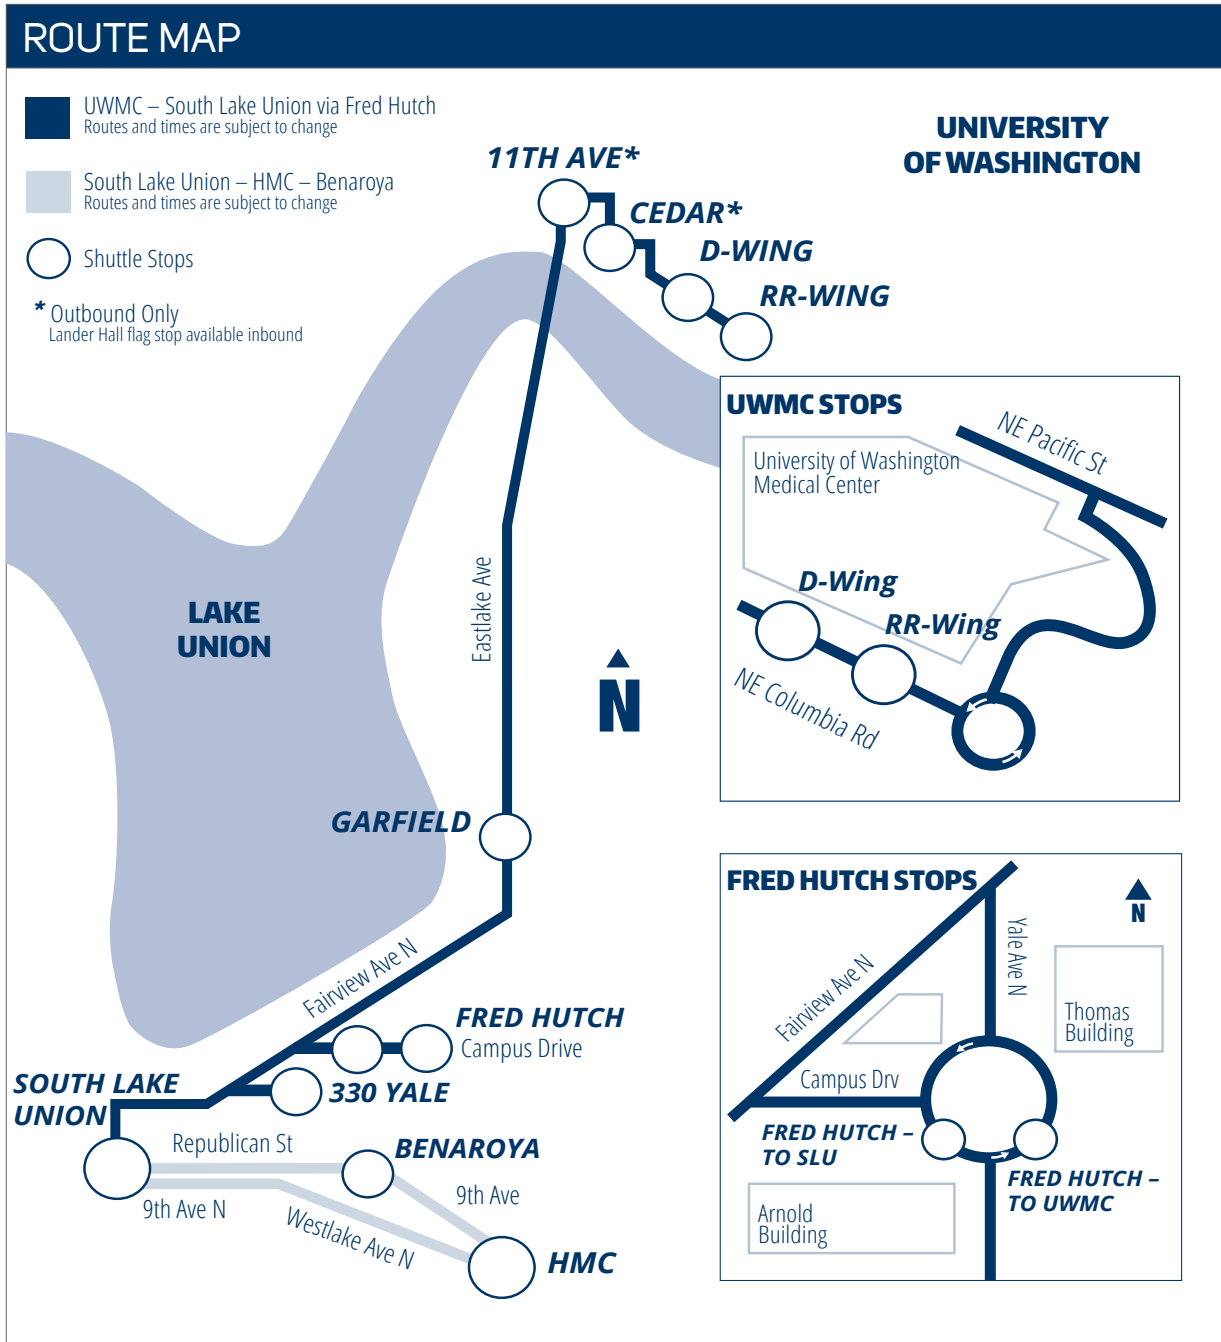 ROUTE MAP
UWMC – South Lake Union via Fred Hutch
Routes and times are subject to change
South Lake Union – HMC – Benaroya
Routes and times are subject to change
Shuttle Stops
* Outbound Only
Lander Hall flag stop available inbound
UNIVERSITY
OF WASHINGTON
11TH AVE*
CEDAR*
D-WING
RR-WING
LAKE
UNION
Eastlake Ave
N
GARFIELD
Fairview Ave N
FRED HUTCH
Campus Drive
330 YALE
SOUTH LAKE
UNION
Republican St
BENAROYA
9th Ave N
9th Ave
Westlake Ave N
HMC
UWMC STOPS
NE Pacific St
University of Washington
Medical Center
D-Wing
RR-Wing
NE Columbia Rd
FRED HUTCH STOPS
N
Yale Ave N
Fairview Ave N
Thomas
Building
Campus Drv
FRED HUTCH –
TO SLU
FRED HUTCH –
TO UWMC
Arnold
Building